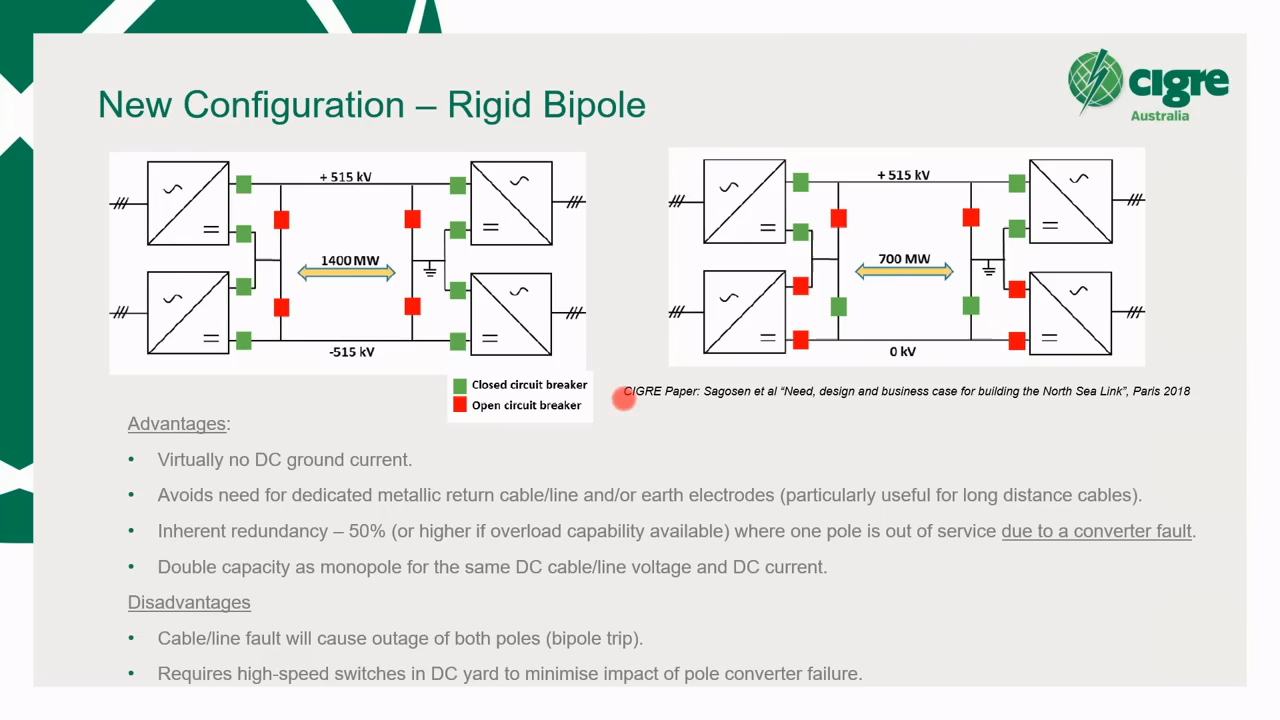 cigre
Australia
New Configuration – Rigid Bipole
+ 515 kV
1400 MW
-515 kV
+ 515 kV
700 MW
0 kV
Closed circuit breaker
Open circuit breaker
CIGRE Paper: Sagosen et al “Need, design and business case for building the North Sea Link”, Paris 2018
Advantages:
• Virtually no DC ground current.
• Avoids need for dedicated metallic return cable/line and/or earth electrodes (particularly useful for long distance cables).
• Inherent redundancy – 50% (or higher if overload capability available) where one pole is out of service due to a converter fault.
• Double capacity as monopole for the same DC cable/line voltage and DC current.
Disadvantages
• Cable/line fault will cause outage of both poles (bipole trip).
• Requires high-speed switches in DC yard to minimise impact of pole converter failure.